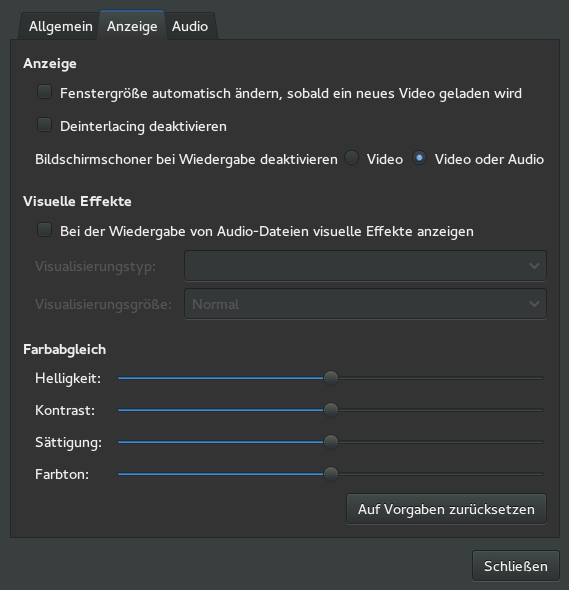 Allgemein Anzeige Audio
Anzeige
Fenstergröße automatisch ändern, sobald ein neues Video geladen wird
Deinterlacing deaktivieren
Bildschirmschoner bei Wiedergabe deaktivieren Video Video oder Audio
Visuelle Effekte
Bei der Wiedergabe von Audio-Dateien visuelle Effekte anzeigen
Visualisierungstyp:
Visualisierungsgröße: Normal
Farbabgleich
Helligkeit:
Kontrast:
Sättigung:
Farbton:
Auf Vorgaben zurücksetzen
Schließen